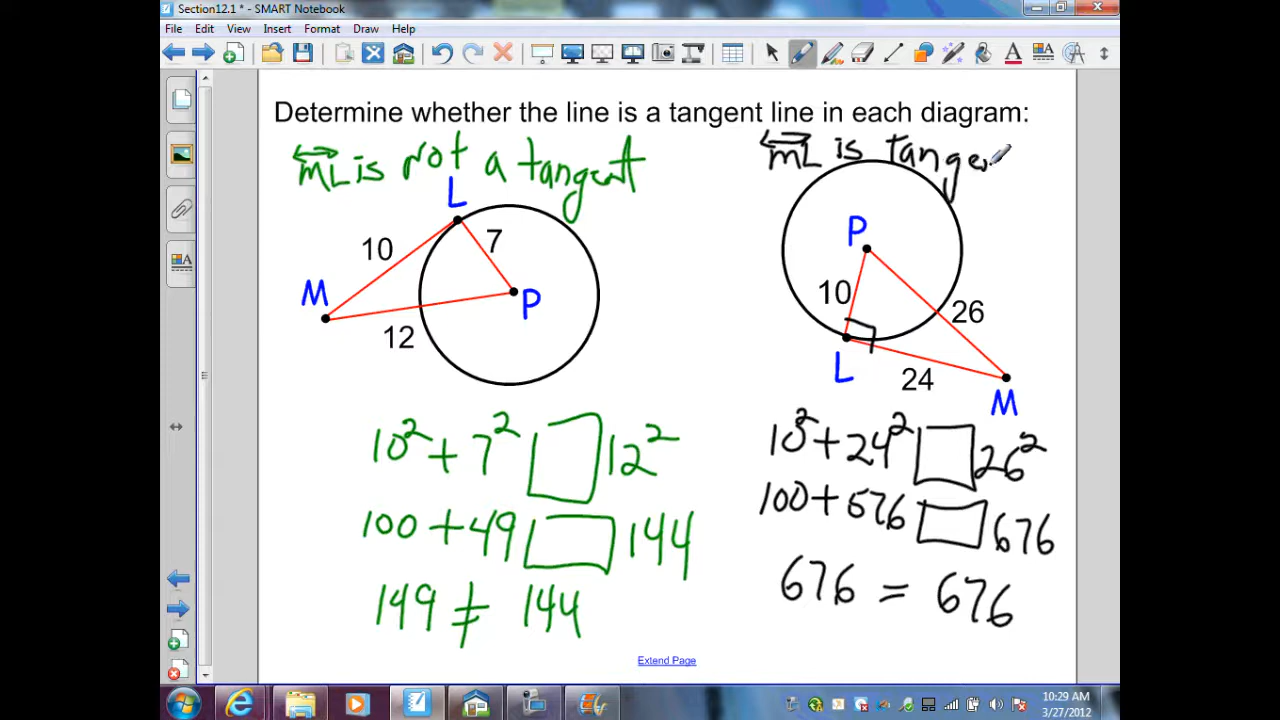 Section12.1 * - SMART Notebook
File Edit View Insert Format Draw Help
Determine whether the line is a tangent line in each diagram:
ML is not a tangent
ML is tangen
L
10
7
M
P
12
P
10
26
L
24
M
10² + 7² □ 12²
100 + 49 □ 144
149 ≠ 144
10² + 24² □ 26²
100 + 576 □ 676
676 = 676
Extend Page
10:29 AM
3/27/2012